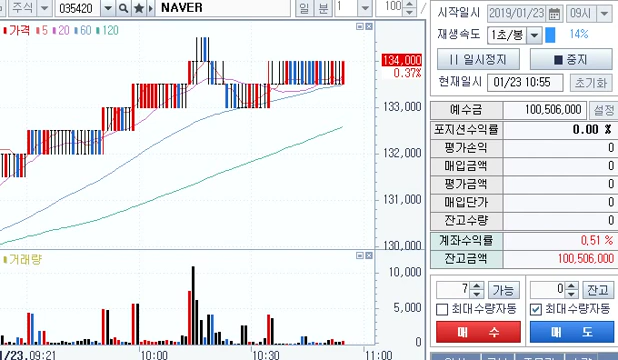 주식 035420 NAVER 일 분 1 100
가격 5 20 60 120
134,000
0.37%
133,000
132,000
131,000
130,000
거래량
10,000
5,000
0
1/23. 09:21 10:00 10:30 11:00
시작일시 2019/01/23 09시
재생속도 1초/봉 14%
일시정지 중지
현재일시 01/23 10:55 초기화
예수금 100,506,000 설정
포지션수익률 0.00 %
평가손익 0
매입금액 0
평가금액 0
매입단가 0
잔고수량 0
계좌수익률 0.51 %
잔고금액 100,506,000
7 가능 0 잔고
최대수량자동 최대수량자동
매 수 매 도